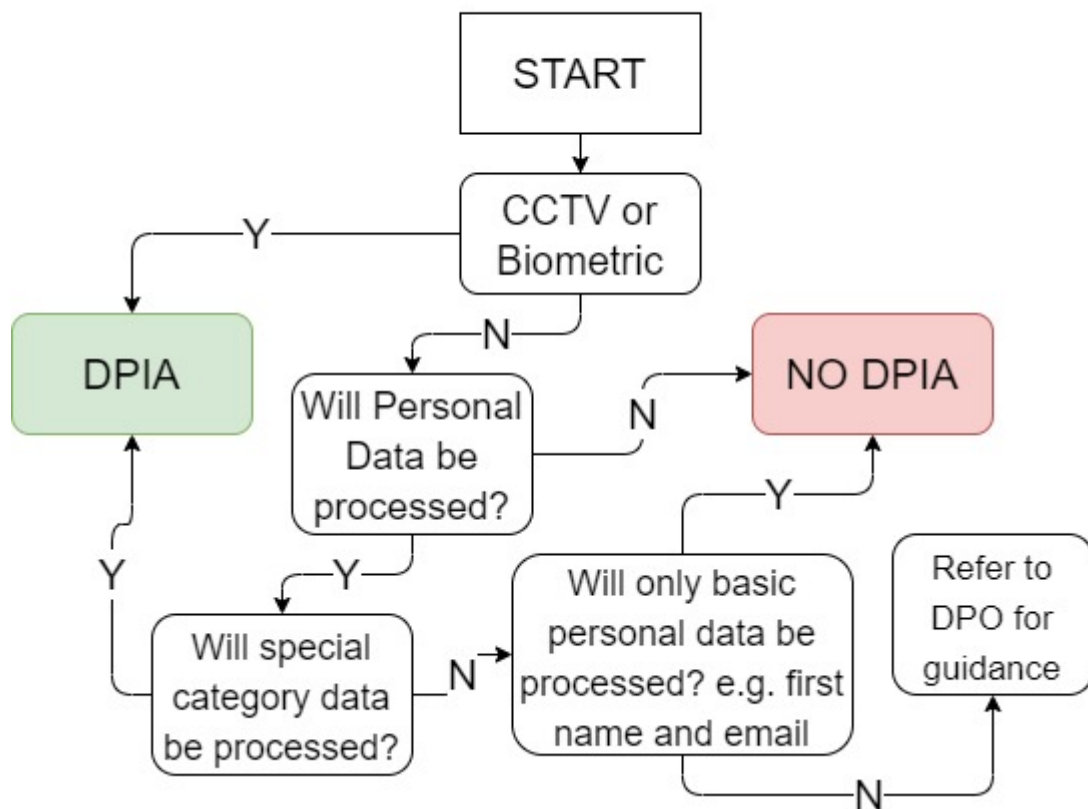 START
CCTV or
Biometric
Y
N
DPIA
NO DPIA
Will Personal
Data be
processed?
N
Y
Y
Y
Will special
category data
be processed?
N
Will only basic
personal data be
processed? e.g. first
name and email
Refer to
DPO for
guidance
N